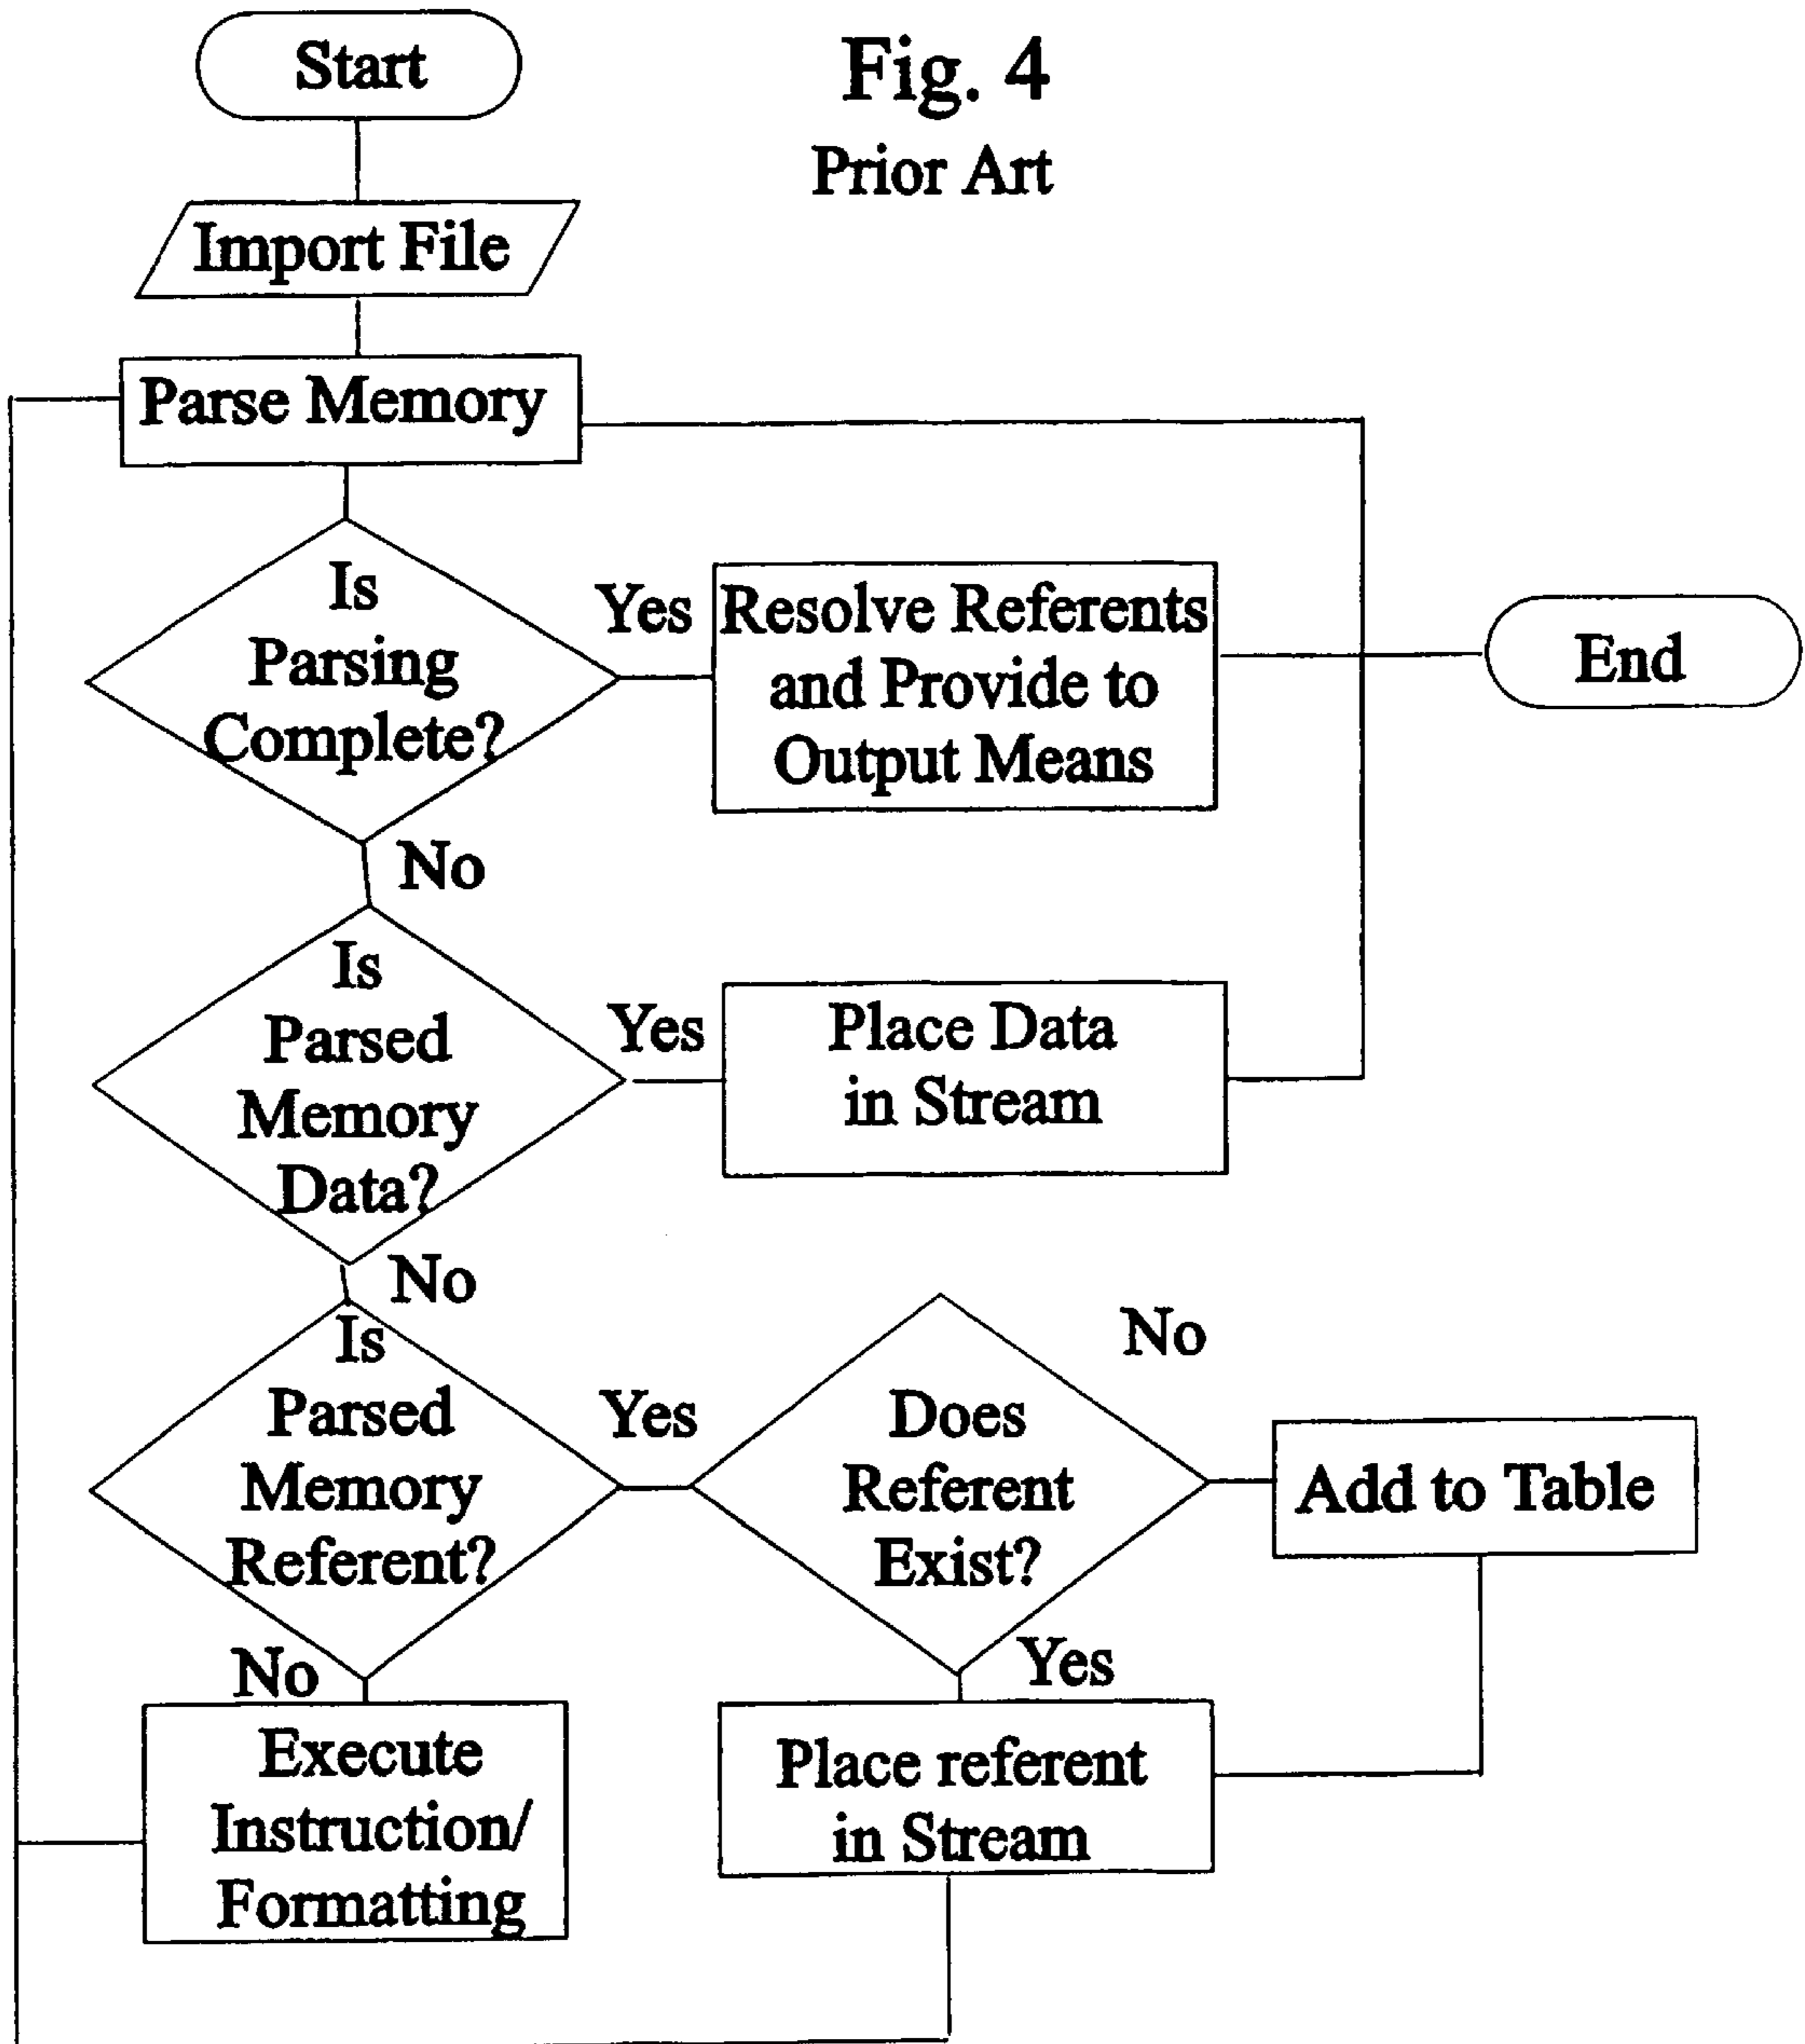 Start
Fig. 4
Prior Art
Import File
Parse Memory
Is
Parsing
Complete?
Yes
Resolve Referents
and Provide to
Output Means
End
No
Is
Parsed
Memory
Data?
Yes
Place Data
in Stream
No
Is
Parsed
Memory
Referent?
Yes
Does
Referent
Exist?
No
Add to Table
No
Execute
Instruction/
Formatting
Yes
Place referent
in Stream